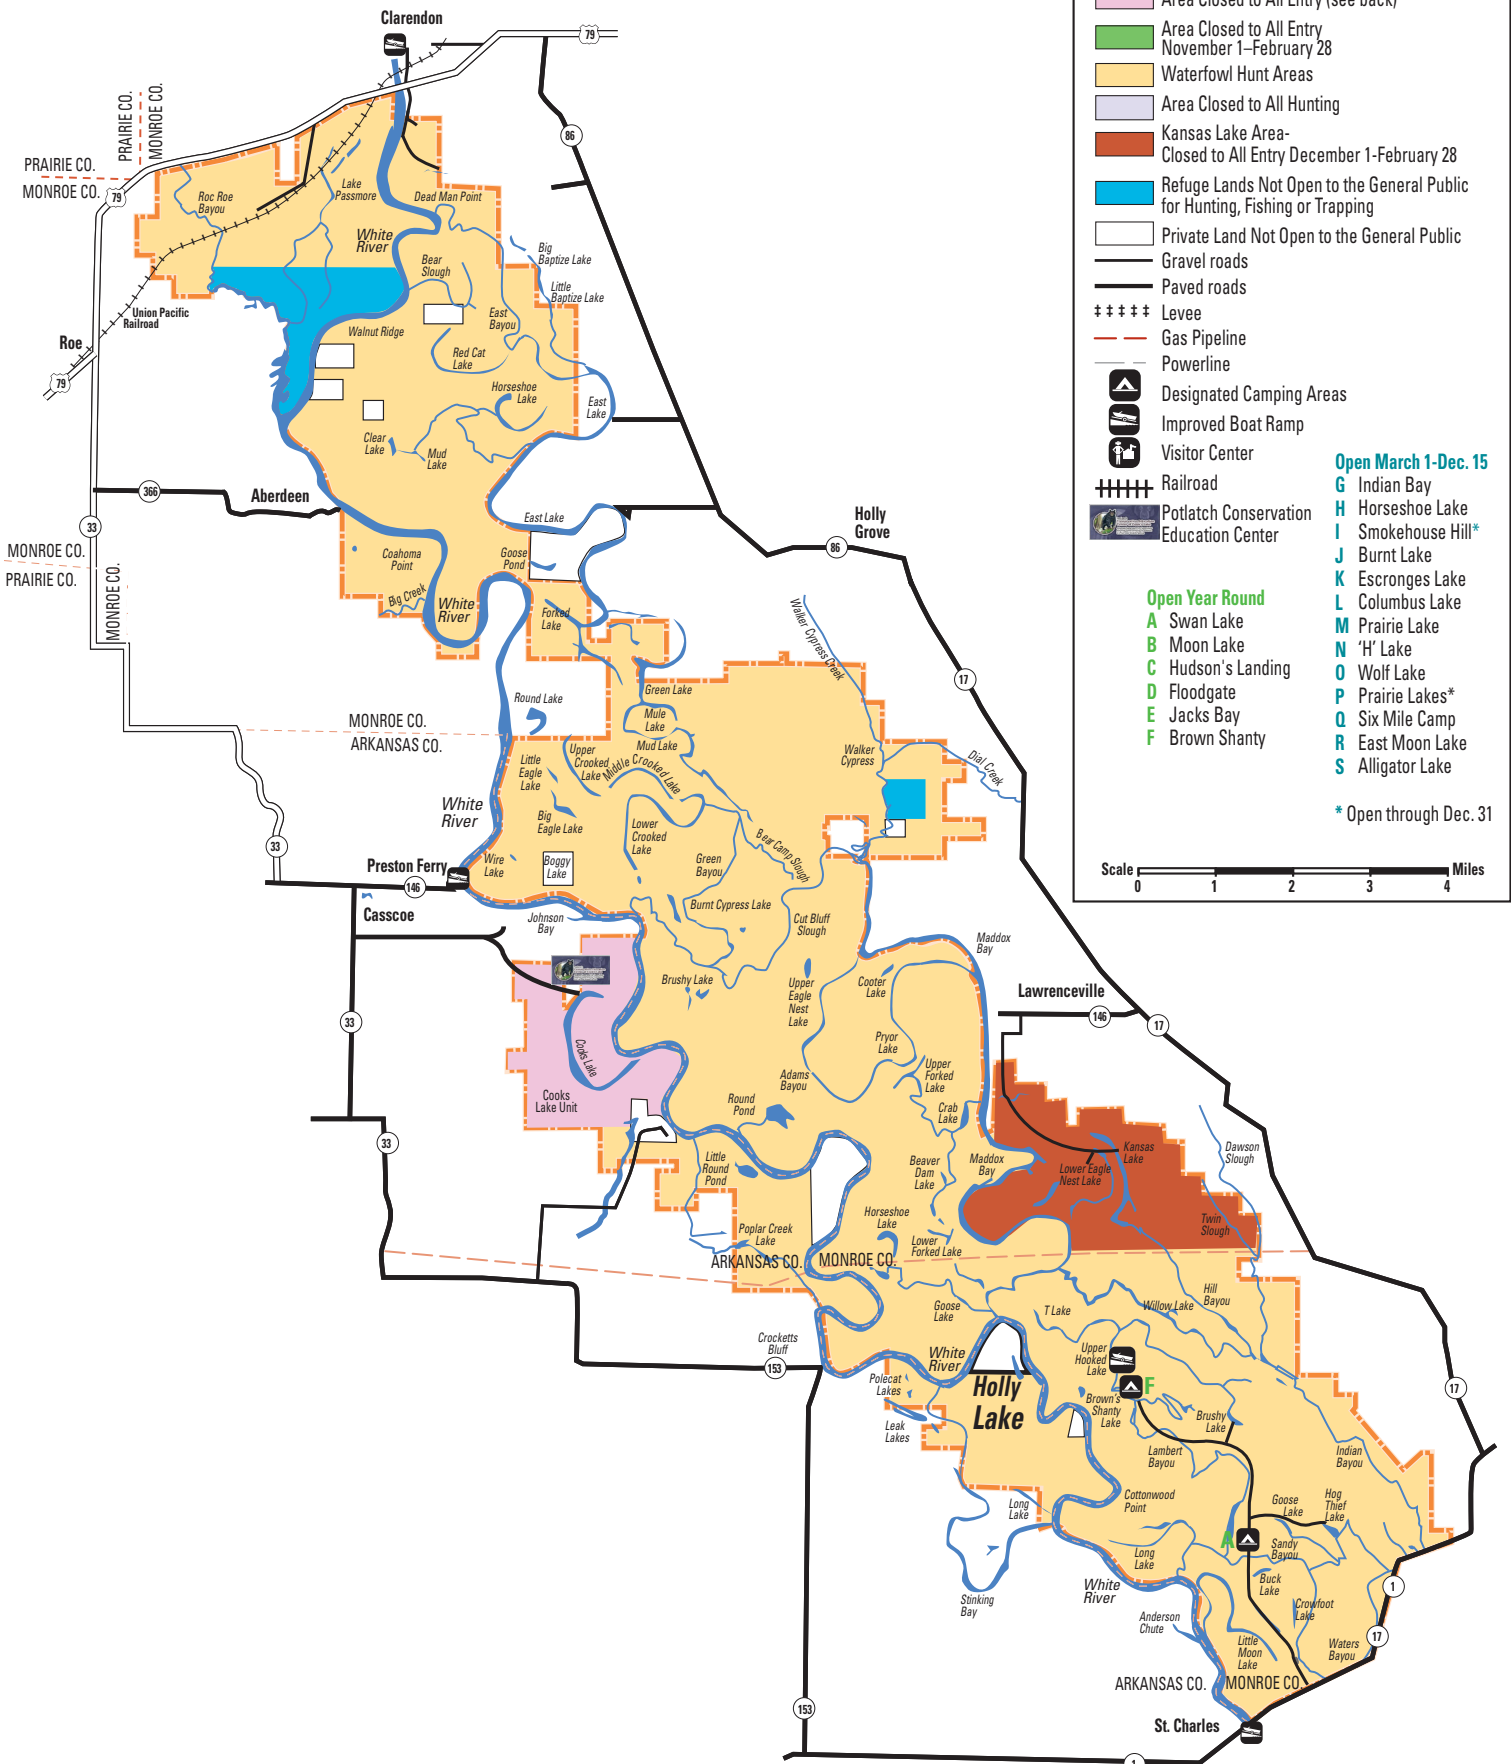 Clarendon
79
Area Closed to All Entry (see back)
Area Closed to All Entry
November 1–February 28
Waterfowl Hunt Areas
Area Closed to All Hunting
Kansas Lake Area-
Closed to All Entry December 1-February 28
Refuge Lands Not Open to the General Public
for Hunting, Fishing or Trapping
Private Land Not Open to the General Public
Gravel roads
Paved roads
Levee
Gas Pipeline
Powerline
Designated Camping Areas
Improved Boat Ramp
Visitor Center
Railroad
Potlatch Conservation
Education Center
Open Year Round
A Swan Lake
B Moon Lake
C Hudson's Landing
D Floodgate
E Jacks Bay
F Brown Shanty
Open March 1-Dec. 15
G Indian Bay
H Horseshoe Lake
I Smokehouse Hill*
J Burnt Lake
K Escronges Lake
L Columbus Lake
M Prairie Lake
N 'H' Lake
O Wolf Lake
P Prairie Lakes*
Q Six Mile Camp
R East Moon Lake
S Alligator Lake
* Open through Dec. 31
Scale
0
1
2
3
4
Miles
PRAIRIE CO.
MONROE CO.
86
PRAIRIE CO.
MONROE CO.
79
Roc Roe
Bayou
Lake
Passmore
Dead Man Point
White
River
Bear
Slough
Big
Baptize Lake
Little
Baptize Lake
Union Pacific
Railroad
East
Bayou
Walnut Ridge
Roe
Red Cat
Lake
79
Horseshoe
Lake
East
Lake
Clear
Lake
Mud
Lake
366
Aberdeen
33
East Lake
Holly
Grove
86
MONROE CO.
PRAIRIE CO.
MONROE CO.
Coahoma
Point
Goose
Pond
Big Creek
White
River
Forked
Lake
Walker Cypress Creek
17
Green Lake
Round Lake
Mule
Lake
MONROE CO.
ARKANSAS CO.
Mud Lake
Upper
Crooked
Lake
Middle Crooked Lake
Little
Eagle
Lake
Walker
Cypress
Dial Creek
White
River
Big
Eagle Lake
Lower
Crooked
Lake
Bear Camp Slough
33
Preston Ferry
146
Wire
Lake
Boggy
Lake
Green
Bayou
Casscoe
Johnson
Bay
Burnt Cypress Lake
Cut Bluff
Slough
Maddox
Bay
Brushy Lake
Upper
Eagle
Nest
Lake
Cooter
Lake
Lawrenceville
146
17
33
Cooks Lake
Pryor
Lake
Adams
Bayou
Upper
Forked
Lake
Cooks
Lake Unit
Round
Pond
Crab
Lake
33
Little
Round
Pond
Beaver
Dam
Lake
Maddox
Bay
Kansas
Lake
Lower Eagle
Nest Lake
Dawson
Slough
Twin
Slough
Horseshoe
Lake
Poplar Creek
Lake
Lower
Forked Lake
ARKANSAS CO.
MONROE CO.
Hill
Bayou
Goose
Lake
T Lake
Willow Lake
Crocketts
Bluff
153
White
River
Upper
Hooked
Lake
Polecat
Lakes
Holly
Lake
F
Brown's
Shanty
Lake
Brushy
Lake
17
Leak
Lakes
Lambert
Bayou
Indian
Bayou
Long
Lake
Cottonwood
Point
Goose
Lake
Hog
Thief
Lake
A
Sandy
Bayou
Long
Lake
Buck
Lake
White
River
1
Stinking
Bay
Crowfoot
Lake
Anderson
Chute
17
Little
Moon
Lake
Waters
Bayou
ARKANSAS CO.
MONROE CO.
153
St. Charles
1